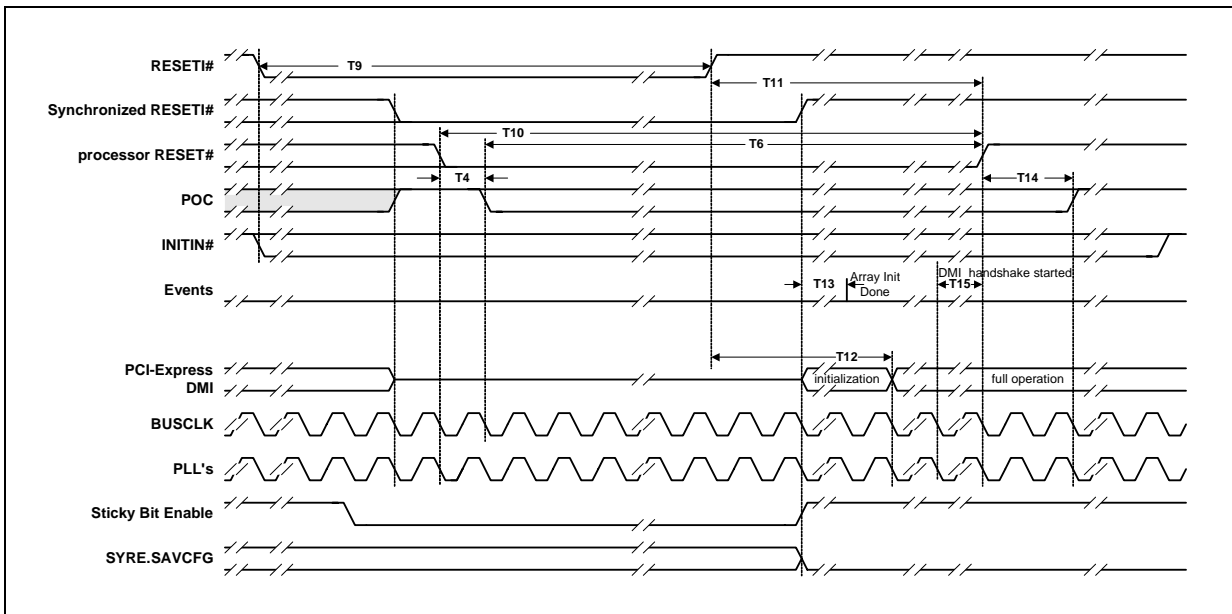 RESETI#
T9
T11
Synchronized RESETI#
T10
processor RESET#
T6
T4
T14
POC
INITIN#
Events
T13
Array Init
Done
DMI handshake started
T15
T12
PCI-Express
DMI
initialization
full operation
BUSCLK
PLL's
Sticky Bit Enable
SYRE.SAVCFG